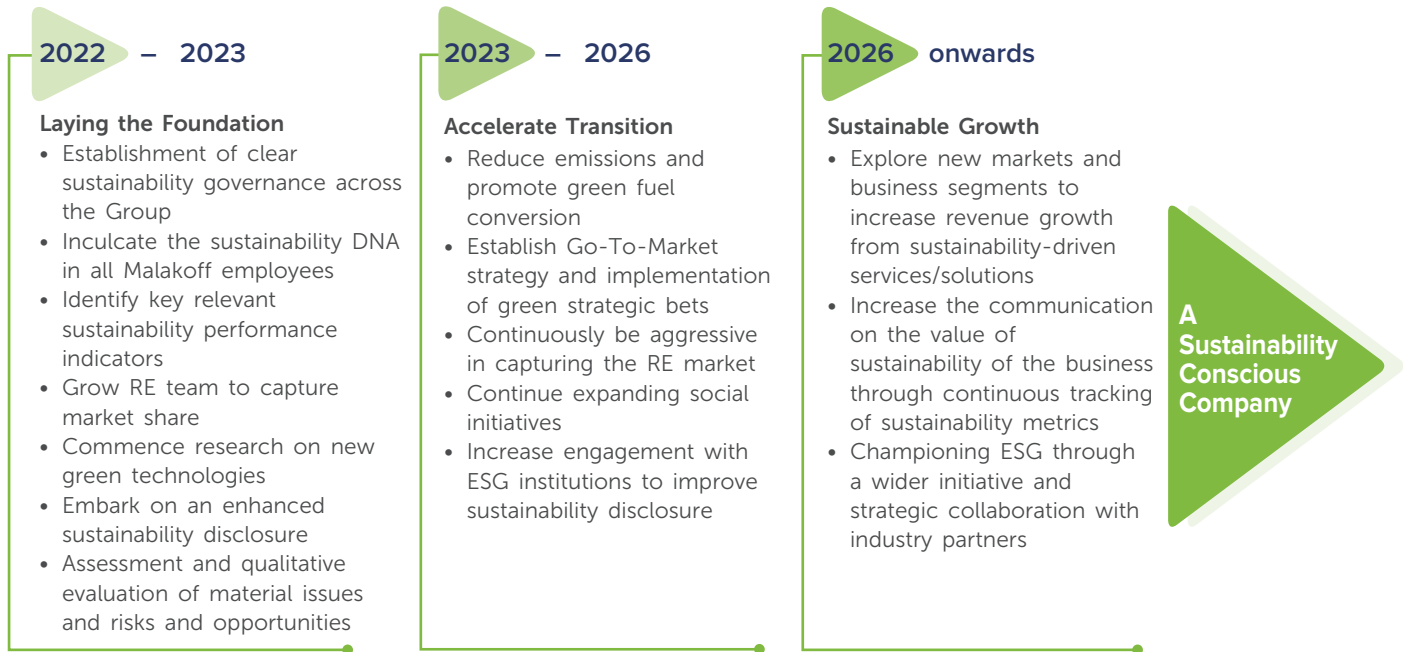 2022 – 2023
Laying the Foundation
• Establishment of clear
sustainability governance across
the Group
• Inculcate the sustainability DNA
in all Malakoff employees
• Identify key relevant
sustainability performance
indicators
• Grow RE team to capture
market share
• Commence research on new
green technologies
• Embark on an enhanced
sustainability disclosure
• Assessment and qualitative
evaluation of material issues
and risks and opportunities
2023 – 2026
Accelerate Transition
• Reduce emissions and
promote green fuel
conversion
• Establish Go-To-Market
strategy and implementation
of green strategic bets
• Continuously be aggressive
in capturing the RE market
• Continue expanding social
initiatives
• Increase engagement with
ESG institutions to improve
sustainability disclosure
2026 onwards
Sustainable Growth
• Explore new markets and
business segments to
increase revenue growth
from sustainability-driven
services/solutions
• Increase the communication
on the value of
sustainability of the business
through continuous tracking
of sustainability metrics
• Championing ESG through
a wider initiative and
strategic collaboration with
industry partners
A
Sustainability
Conscious
Company